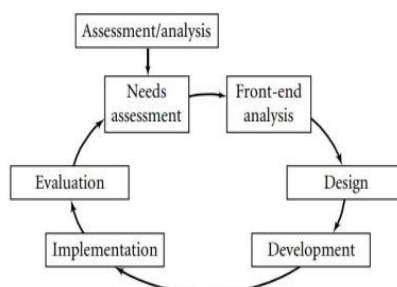 Assessment/analysis
Needs
assessment
Front-end
analysis
Evaluation
Design
Implementation
Development